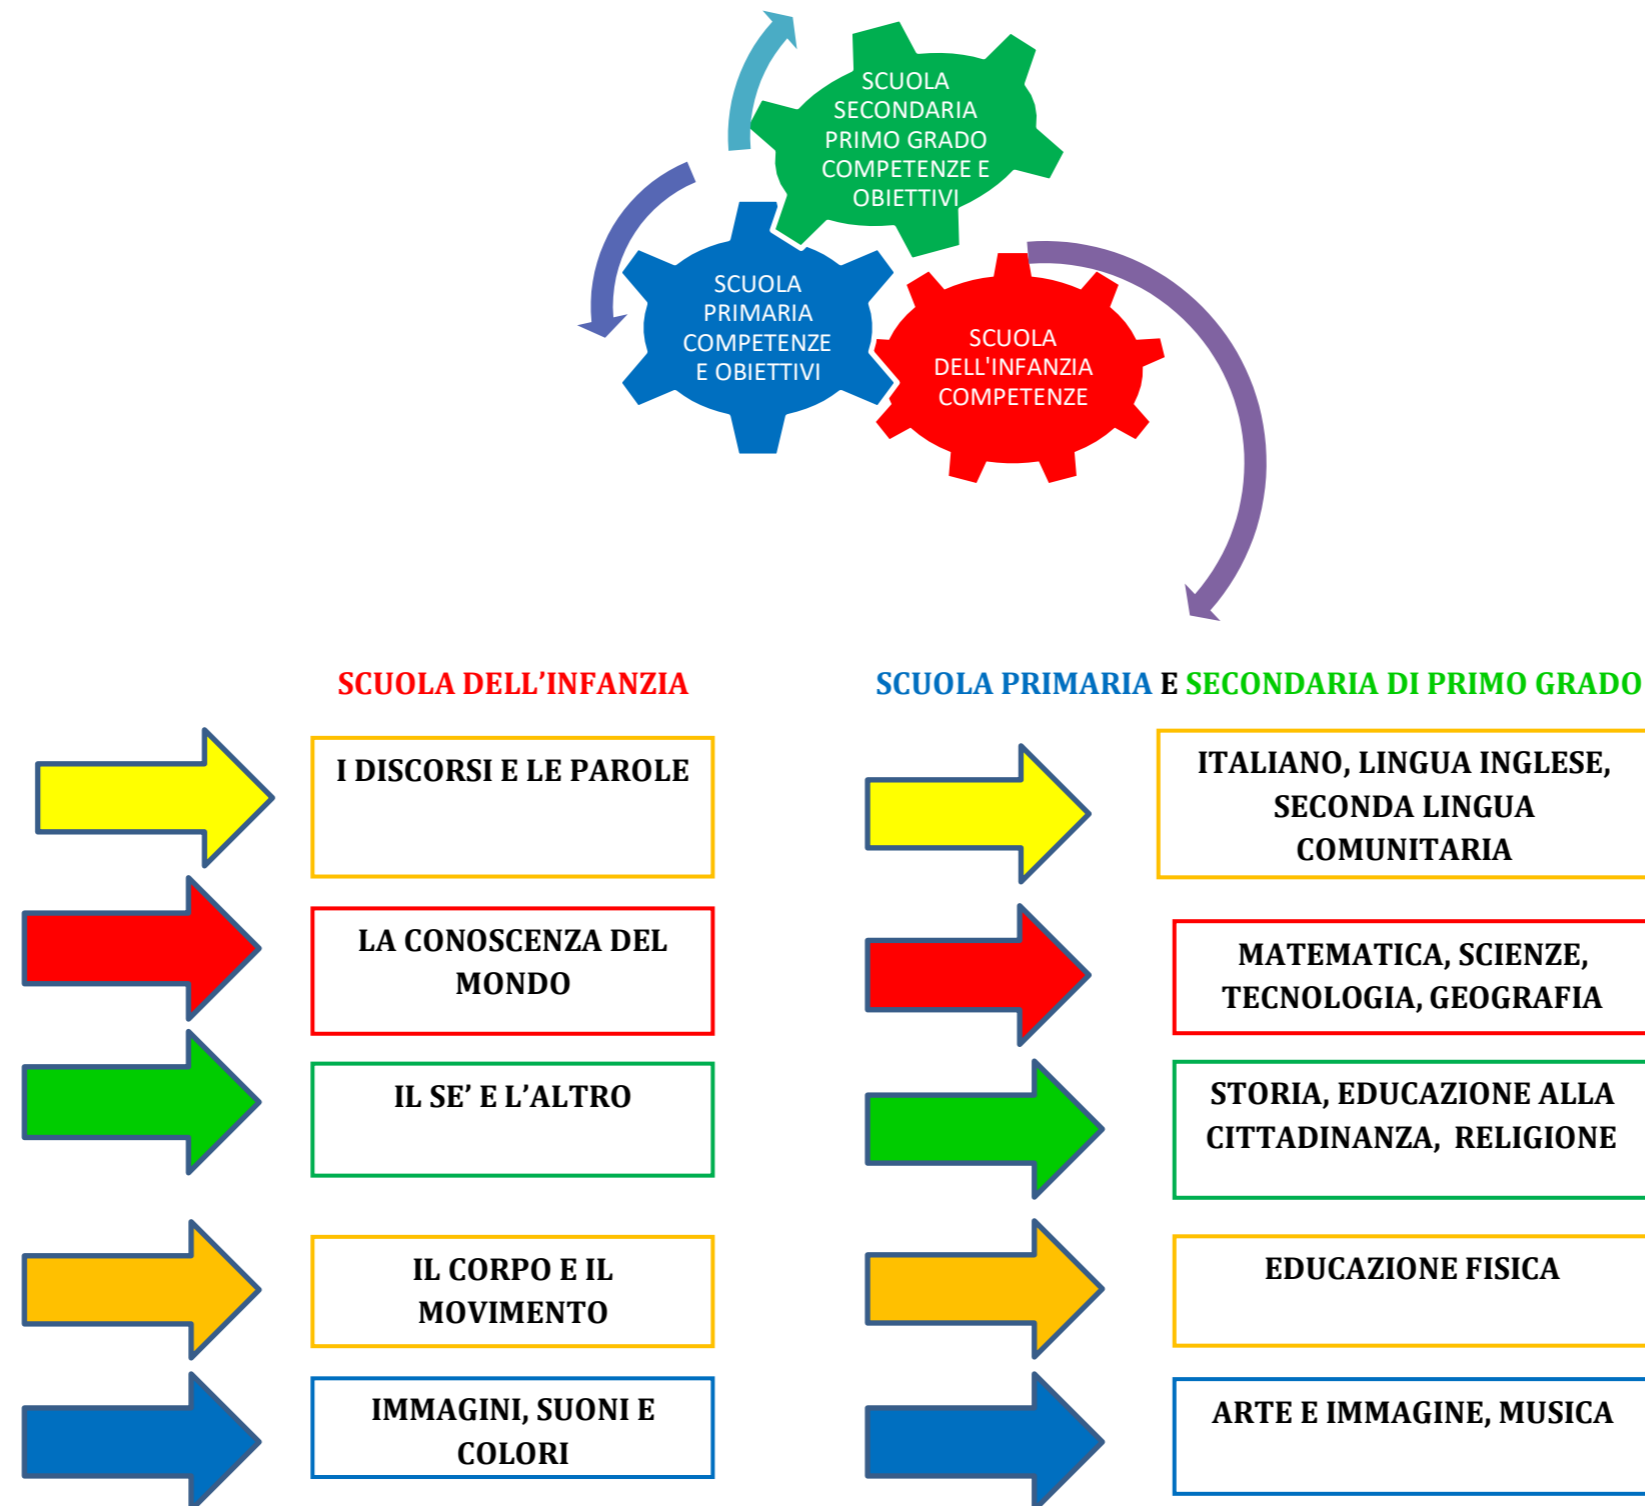 SCUOLA
SECONDARIA
PRIMO GRADO
COMPETENZE E
OBIETTIVI
SCUOLA
PRIMARIA
COMPETENZE
E OBIETTIVI
SCUOLA
DELL'INFANZIA
COMPETENZE
SCUOLA DELL’INFANZIA
SCUOLA PRIMARIA E SECONDARIA DI PRIMO GRADO
I DISCORSI E LE PAROLE
ITALIANO, LINGUA INGLESE,
SECONDA LINGUA
COMUNITARIA
LA CONOSCENZA DEL
MONDO
MATEMATICA, SCIENZE,
TECNOLOGIA, GEOGRAFIA
IL SE’ E L’ALTRO
STORIA, EDUCAZIONE ALLA
CITTADINANZA, RELIGIONE
IL CORPO E IL
MOVIMENTO
EDUCAZIONE FISICA
IMMAGINI, SUONI E
COLORI
ARTE E IMMAGINE, MUSICA